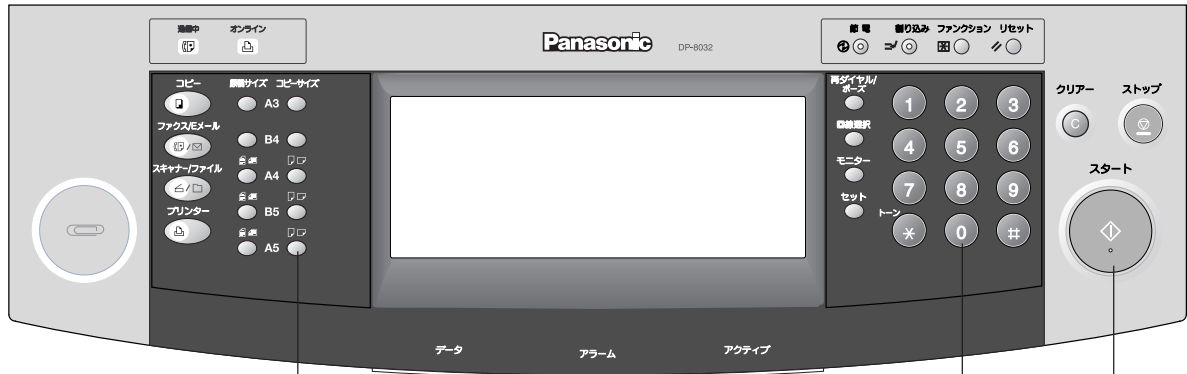 通信中 オンライン
Panasonic DP-8032
節電 割り込み ファンクション リセット
コピー 原稿サイズ コピーサイズ
A3
ファクス/Eメール
B4
スキャナー/ファイル
A4
プリンター
B5
A5
再ダイヤル/
ポーズ
回線選択
モニター
セット
トーン
1 2 3
4 5 6
7 8 9
* 0 #
クリアー ストップ
C
スタート
データ アラーム アクティブ